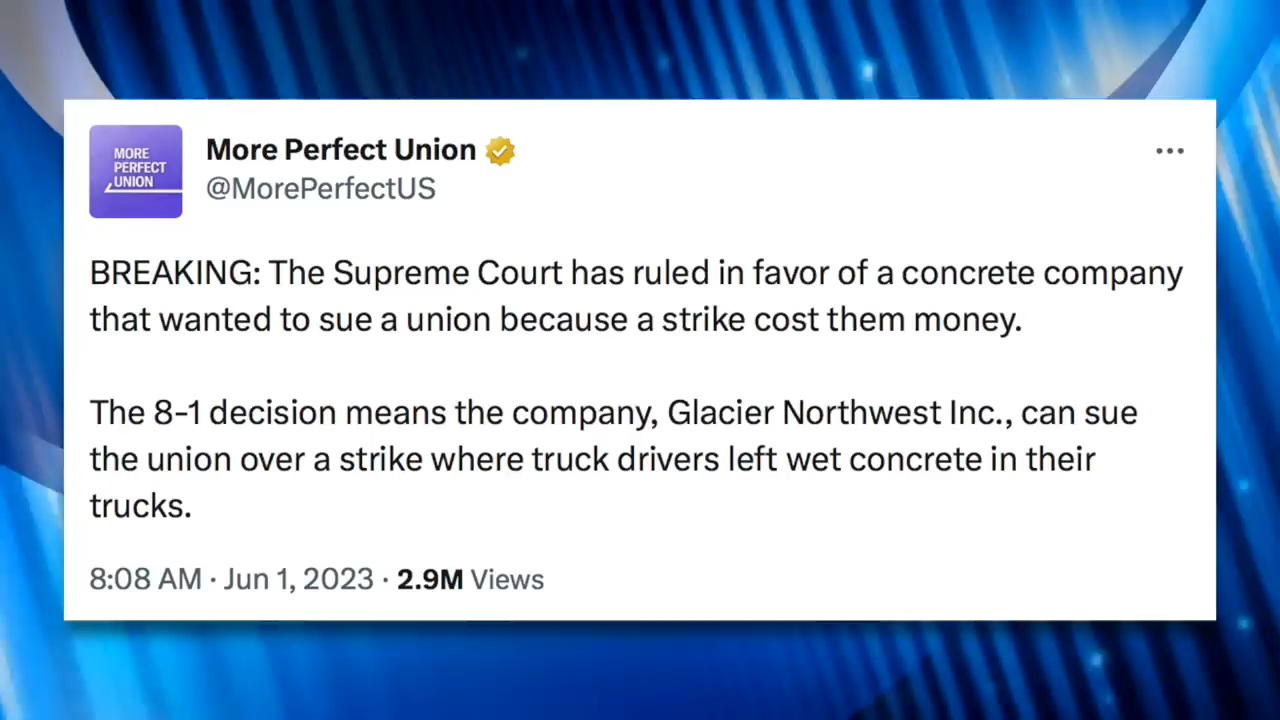 MORE
PERFECT
UNION
More Perfect Union
@MorePerfectUS
BREAKING: The Supreme Court has ruled in favor of a concrete company
that wanted to sue a union because a strike cost them money.
The 8-1 decision means the company, Glacier Northwest Inc., can sue
the union over a strike where truck drivers left wet concrete in their
trucks.
8:08 AM · Jun 1, 2023 · 2.9M Views